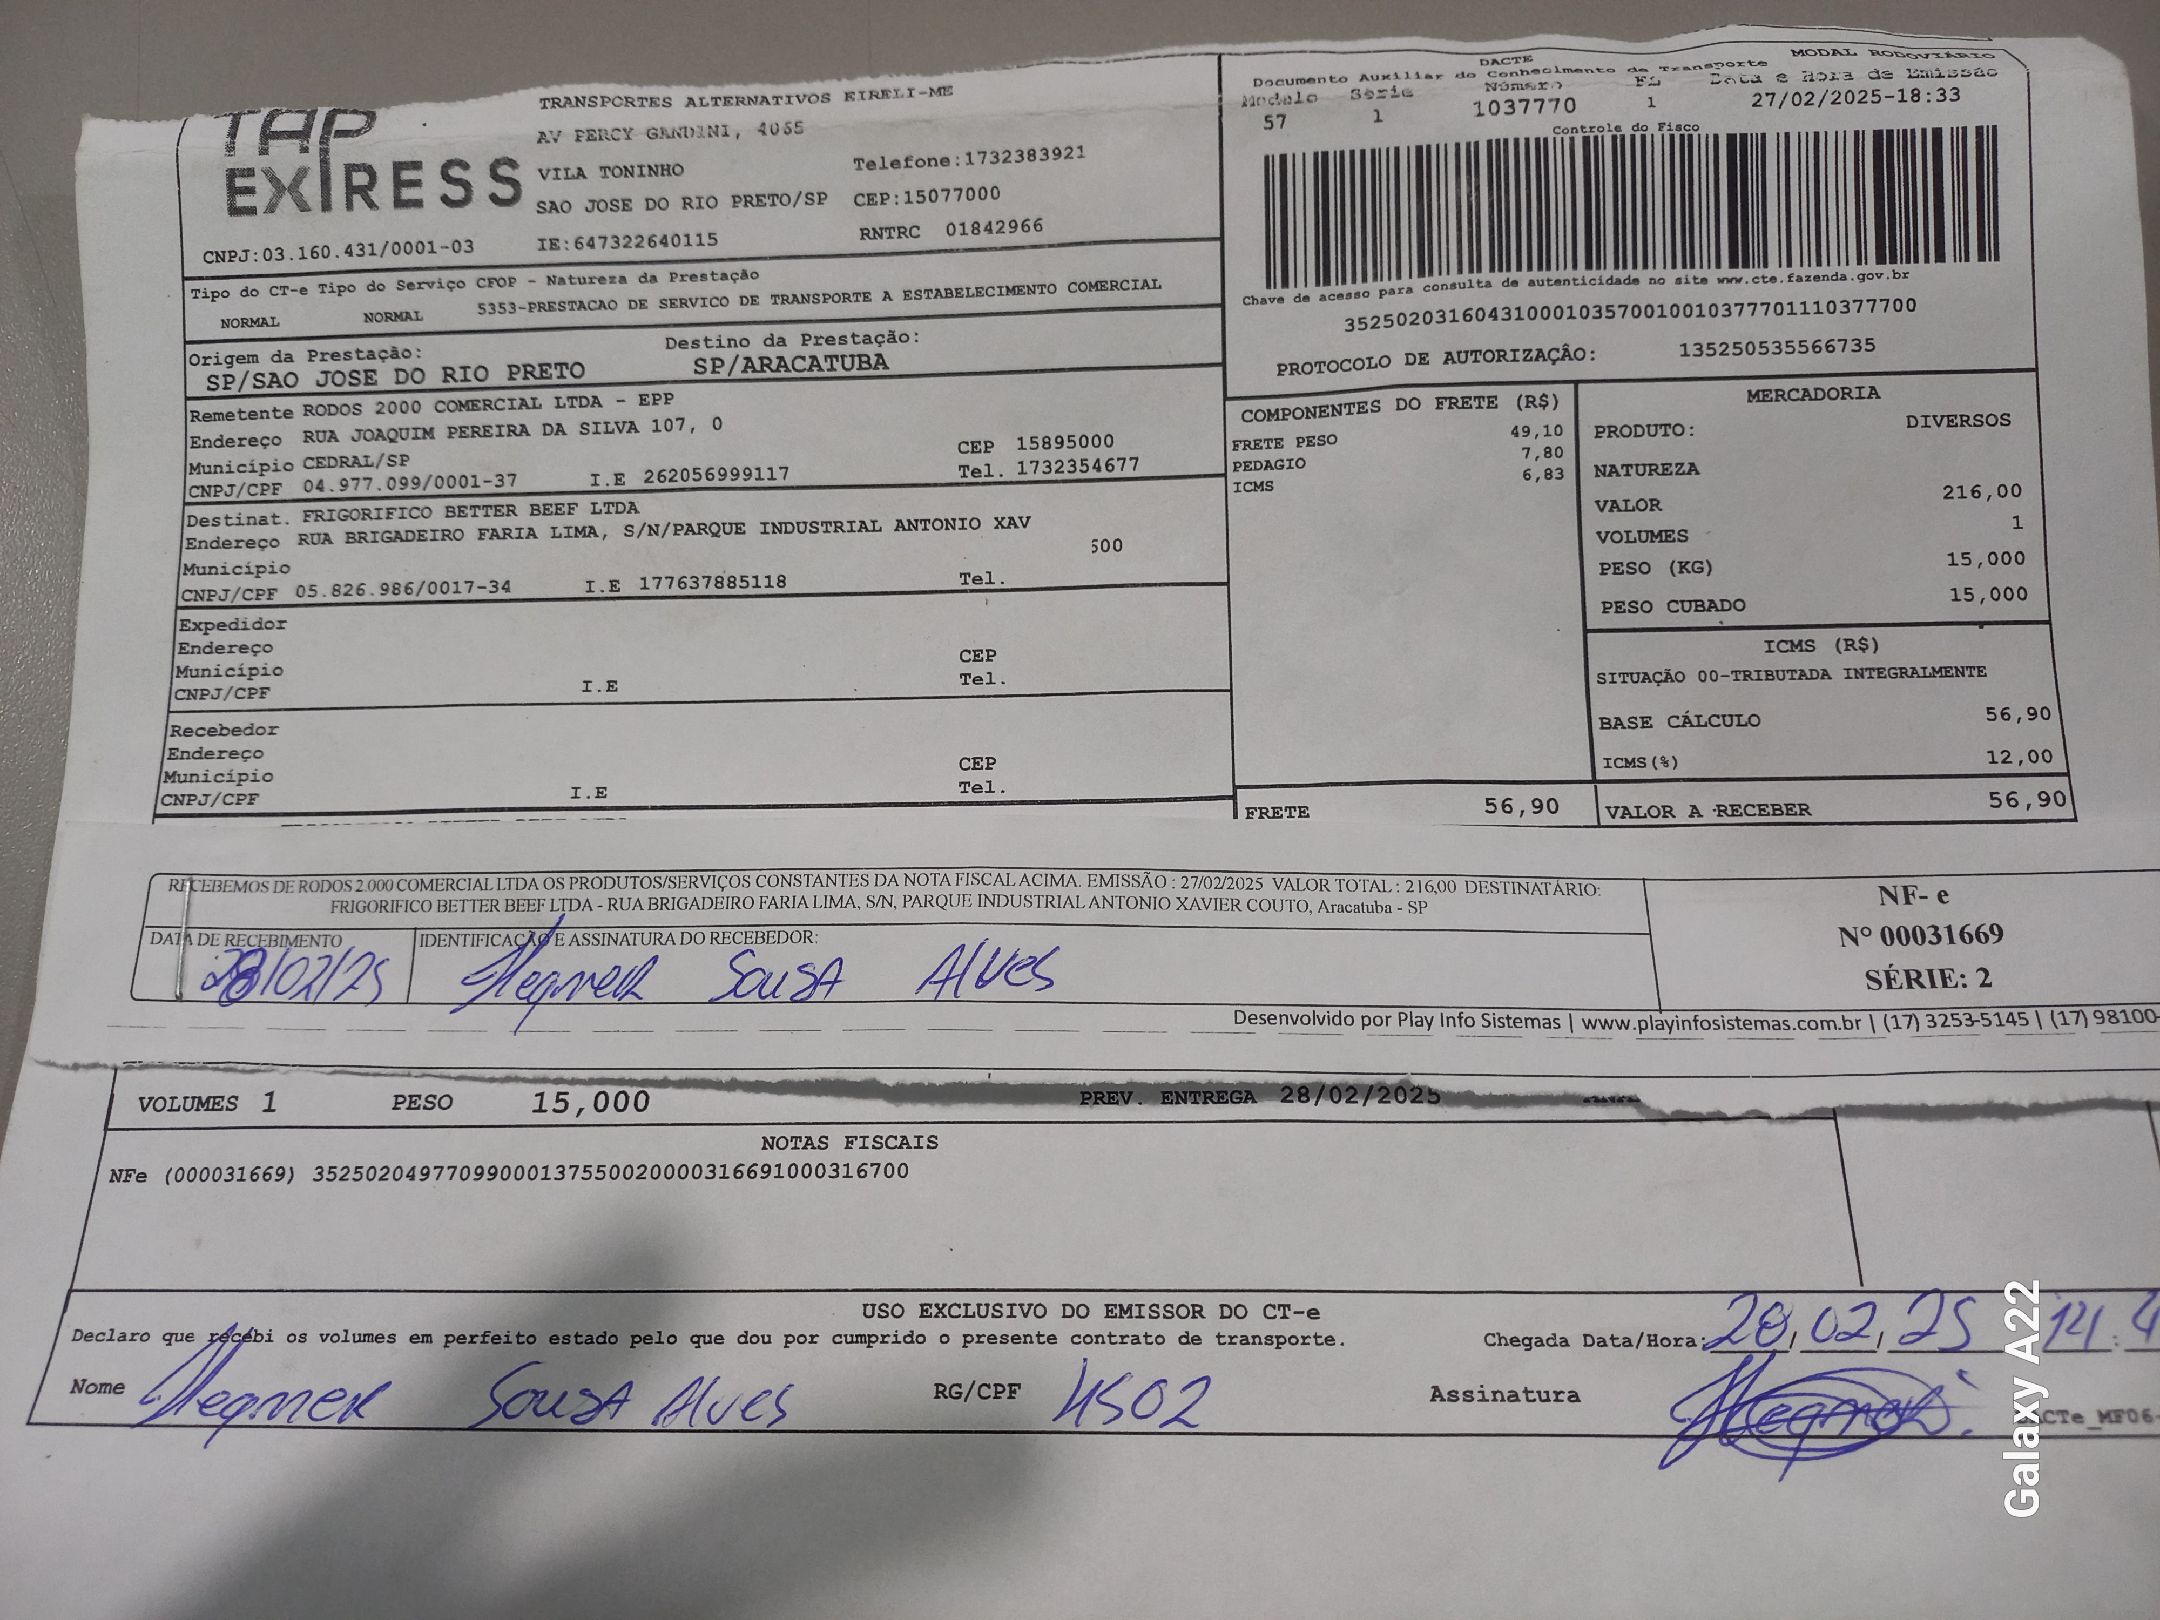 TAP
EXPRESS
TRANSPORTES ALTERNATIVOS EIRELI-ME
AV PERCY GANDINI, 4065
VILA TONINHO
Telefone:1732383921
SAO JOSE DO RIO PRETO/SP CEP:15077000
CNPJ:03.160.431/0001-03 IE:647322640115 RNTRC 01842966
DACTE MODAL RODOVIÁRIO
Documento Auxiliar do Conhecimento de Transporte
Modelo Série Número FL Data e Hora de Emissão
57 1 1037770 1 27/02/2025-18:33
Controle do Fisco
Chave de acesso para consulta de autenticidade no site www.cte.fazenda.gov.br
35250203160431000103570010010377701110377700
PROTOCOLO DE AUTORIZAÇÃO: 135250535566735
Tipo do CT-e Tipo do Serviço CFOP - Natureza da Prestação
NORMAL NORMAL 5353-PRESTACAO DE SERVICO DE TRANSPORTE A ESTABELECIMENTO COMERCIAL
Origem da Prestação: Destino da Prestação:
SP/SAO JOSE DO RIO PRETO SP/ARACATUBA
Remetente RODOS 2000 COMERCIAL LTDA - EPP
Endereço RUA JOAQUIM PEREIRA DA SILVA 107, 0
Município CEDRAL/SP CEP 15895000
CNPJ/CPF 04.977.099/0001-37 I.E 262056999117 Tel. 1732354677
Destinat. FRIGORIFICO BETTER BEEF LTDA
Endereço RUA BRIGADEIRO FARIA LIMA, S/N/PARQUE INDUSTRIAL ANTONIO XAV
Município 500
CNPJ/CPF 05.826.986/0017-34 I.E 177637885118 Tel.
Expedidor
Endereço
Município CEP
CNPJ/CPF I.E Tel.
Recebedor
Endereço
Município CEP
CNPJ/CPF I.E Tel.
COMPONENTES DO FRETE (R$)
FRETE PESO 49,10
PEDAGIO 7,80
ICMS 6,83
FRETE 56,90
MERCADORIA
PRODUTO: DIVERSOS
NATUREZA
VALOR 216,00
VOLUMES 1
PESO (KG) 15,000
PESO CUBADO 15,000
ICMS (R$)
SITUAÇÃO 00-TRIBUTADA INTEGRALMENTE
BASE CÁLCULO 56,90
ICMS(%) 12,00
VALOR A RECEBER 56,90
RECEBEMOS DE RODOS 2.000 COMERCIAL LTDA OS PRODUTOS/SERVIÇOS CONSTANTES DA NOTA FISCAL ACIMA. EMISSÃO : 27/02/2025 VALOR TOTAL : 216,00 DESTINATÁRIO:
FRIGORIFICO BETTER BEEF LTDA - RUA BRIGADEIRO FARIA LIMA, S/N, PARQUE INDUSTRIAL ANTONIO XAVIER COUTO, Aracatuba - SP
DATA DE RECEBIMENTO IDENTIFICAÇÃO E ASSINATURA DO RECEBEDOR:
28/02/25 Sousa Alves
NF- e
Nº 00031669
SÉRIE: 2
Desenvolvido por Play Info Sistemas | www.playinfosistemas.com.br | (17) 3253-5145 | (17) 98100-
VOLUMES 1 PESO 15,000 PREV. ENTREGA 28/02/2025
NOTAS FISCAIS
NFe (000031669) 35250204977099000137550020000316691000316700
USO EXCLUSIVO DO EMISSOR DO CT-e
Declaro que recebi os volumes em perfeito estado pelo que dou por cumprido o presente contrato de transporte. Chegada Data/Hora: 28/02/25 14:4
Nome Sousa Alves RG/CPF 4502 Assinatura
DACTe_MF06-
Galaxy A22